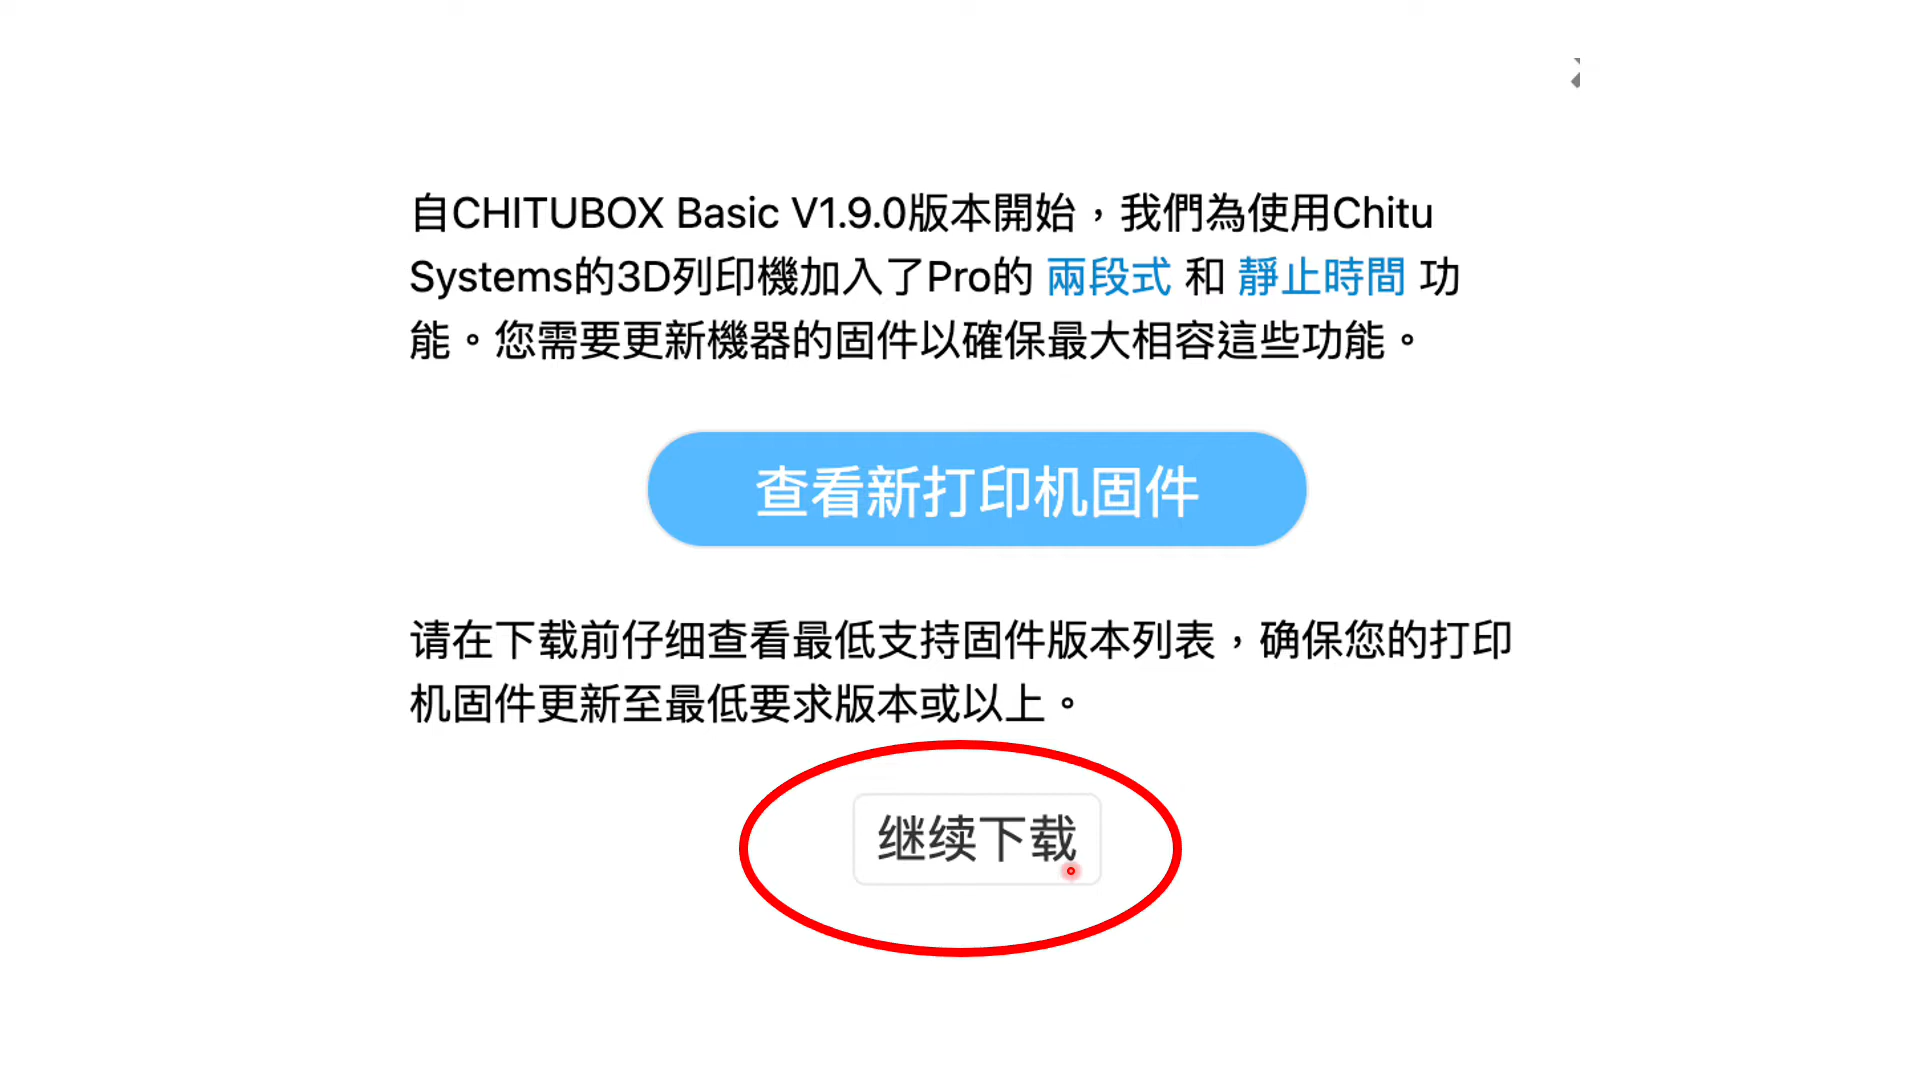 自CHITUBOX Basic V1.9.0版本開始，我們為使用Chitu
Systems的3D列印機加入了Pro的 兩段式 和 靜止時間 功
能。您需要更新機器的固件以確保最大相容這些功能。
查看新打印机固件
请在下载前仔细查看最低支持固件版本列表，确保您的打印
机固件更新至最低要求版本或以上。
继续下载